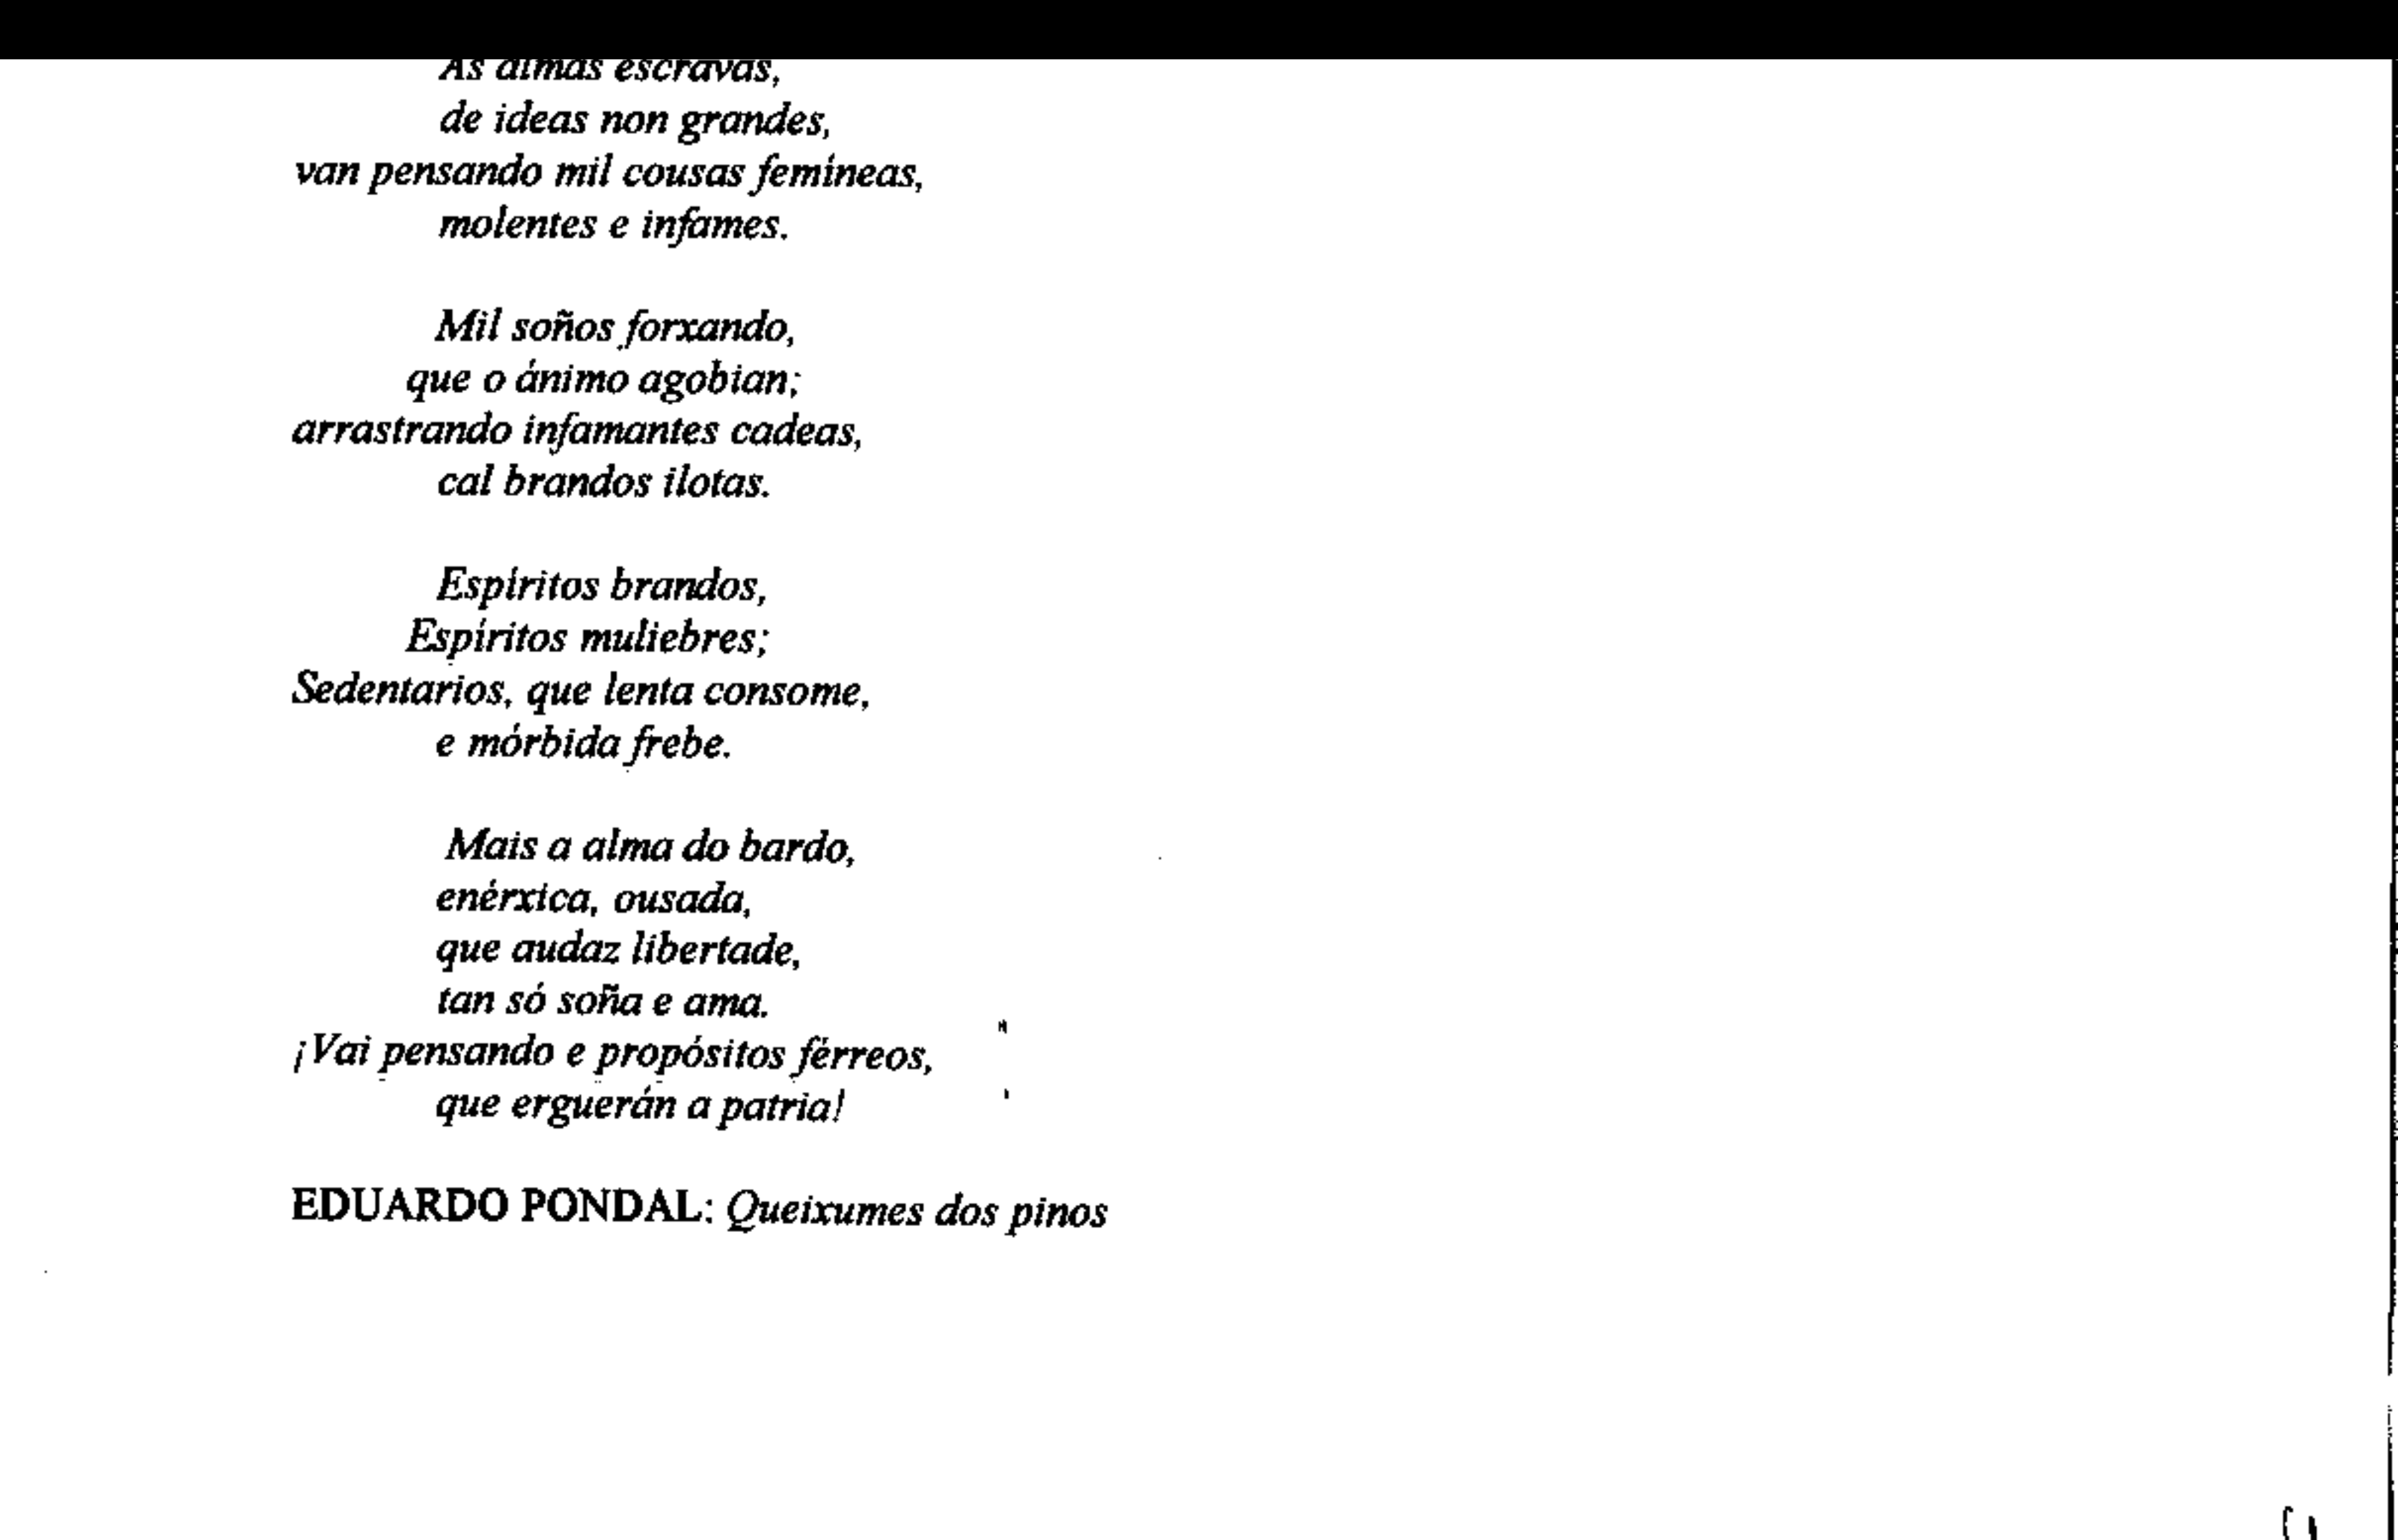 As almas escravas,
de ideas non grandes,
van pensando mil cousas femíneas,
molentes e infames.
Mil soños forxando,
que o ánimo agobian;
arrastrando infamantes cadeas,
cal brandos ilotas.
Espíritos brandos,
Espíritos muliebres;
Sedentarios, que lenta consome,
e mórbida frebe.
Mais a alma do bardo,
enérxica, ousada,
que audaz libertade,
tan só soña e ama.
¡Vai pensando e propósitos férreos,
que erguerán a patria!
EDUARDO PONDAL: Queixumes dos pinos